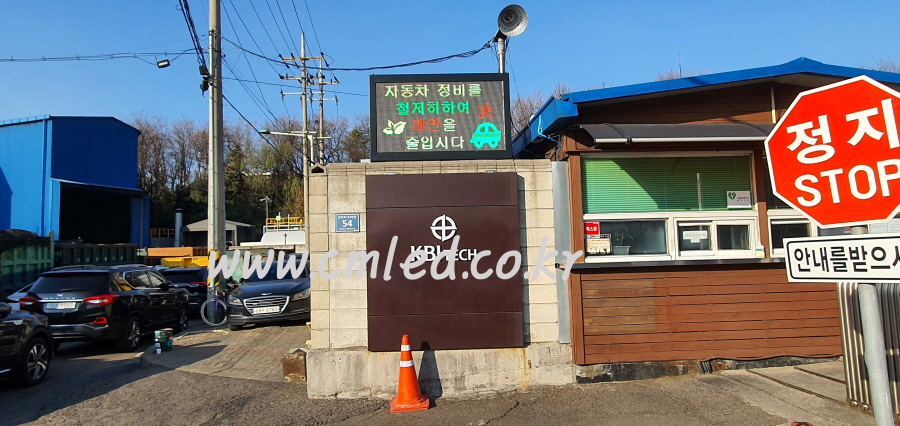 자동차 정비를
철저히하여
매연을
줄입시다
54
KBI TECH
www.cmled.co.kr
정지
STOP
안내를받으시